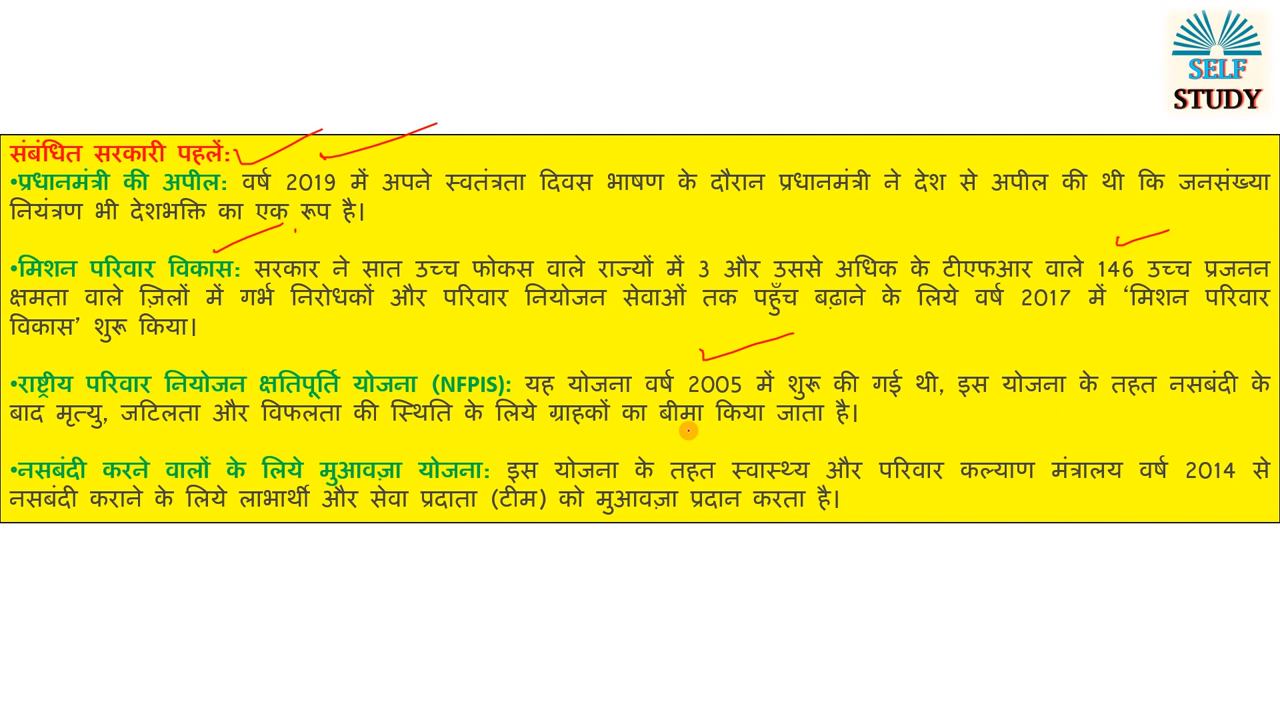 SELF
STUDY
संबंधित सरकारी पहलें:
•प्रधानमंत्री की अपील: वर्ष 2019 में अपने स्वतंत्रता दिवस भाषण के दौरान प्रधानमंत्री ने देश से अपील की थी कि जनसंख्या
नियंत्रण भी देशभक्ति का एक रूप है।
•मिशन परिवार विकास: सरकार ने सात उच्च फोकस वाले राज्यों में 3 और उससे अधिक के टीएफआर वाले 146 उच्च प्रजनन
क्षमता वाले ज़िलों में गर्भ निरोधकों और परिवार नियोजन सेवाओं तक पहुँच बढ़ाने के लिये वर्ष 2017 में ‘मिशन परिवार
विकास’ शुरू किया।
•राष्ट्रीय परिवार नियोजन क्षतिपूर्ति योजना (NFPIS): यह योजना वर्ष 2005 में शुरू की गई थी, इस योजना के तहत नसबंदी के
बाद मृत्यु, जटिलता और विफलता की स्थिति के लिये ग्राहकों का बीमा किया जाता है।
•नसबंदी करने वालों के लिये मुआवज़ा योजना: इस योजना के तहत स्वास्थ्य और परिवार कल्याण मंत्रालय वर्ष 2014 से
नसबंदी कराने के लिये लाभार्थी और सेवा प्रदाता (टीम) को मुआवज़ा प्रदान करता है।